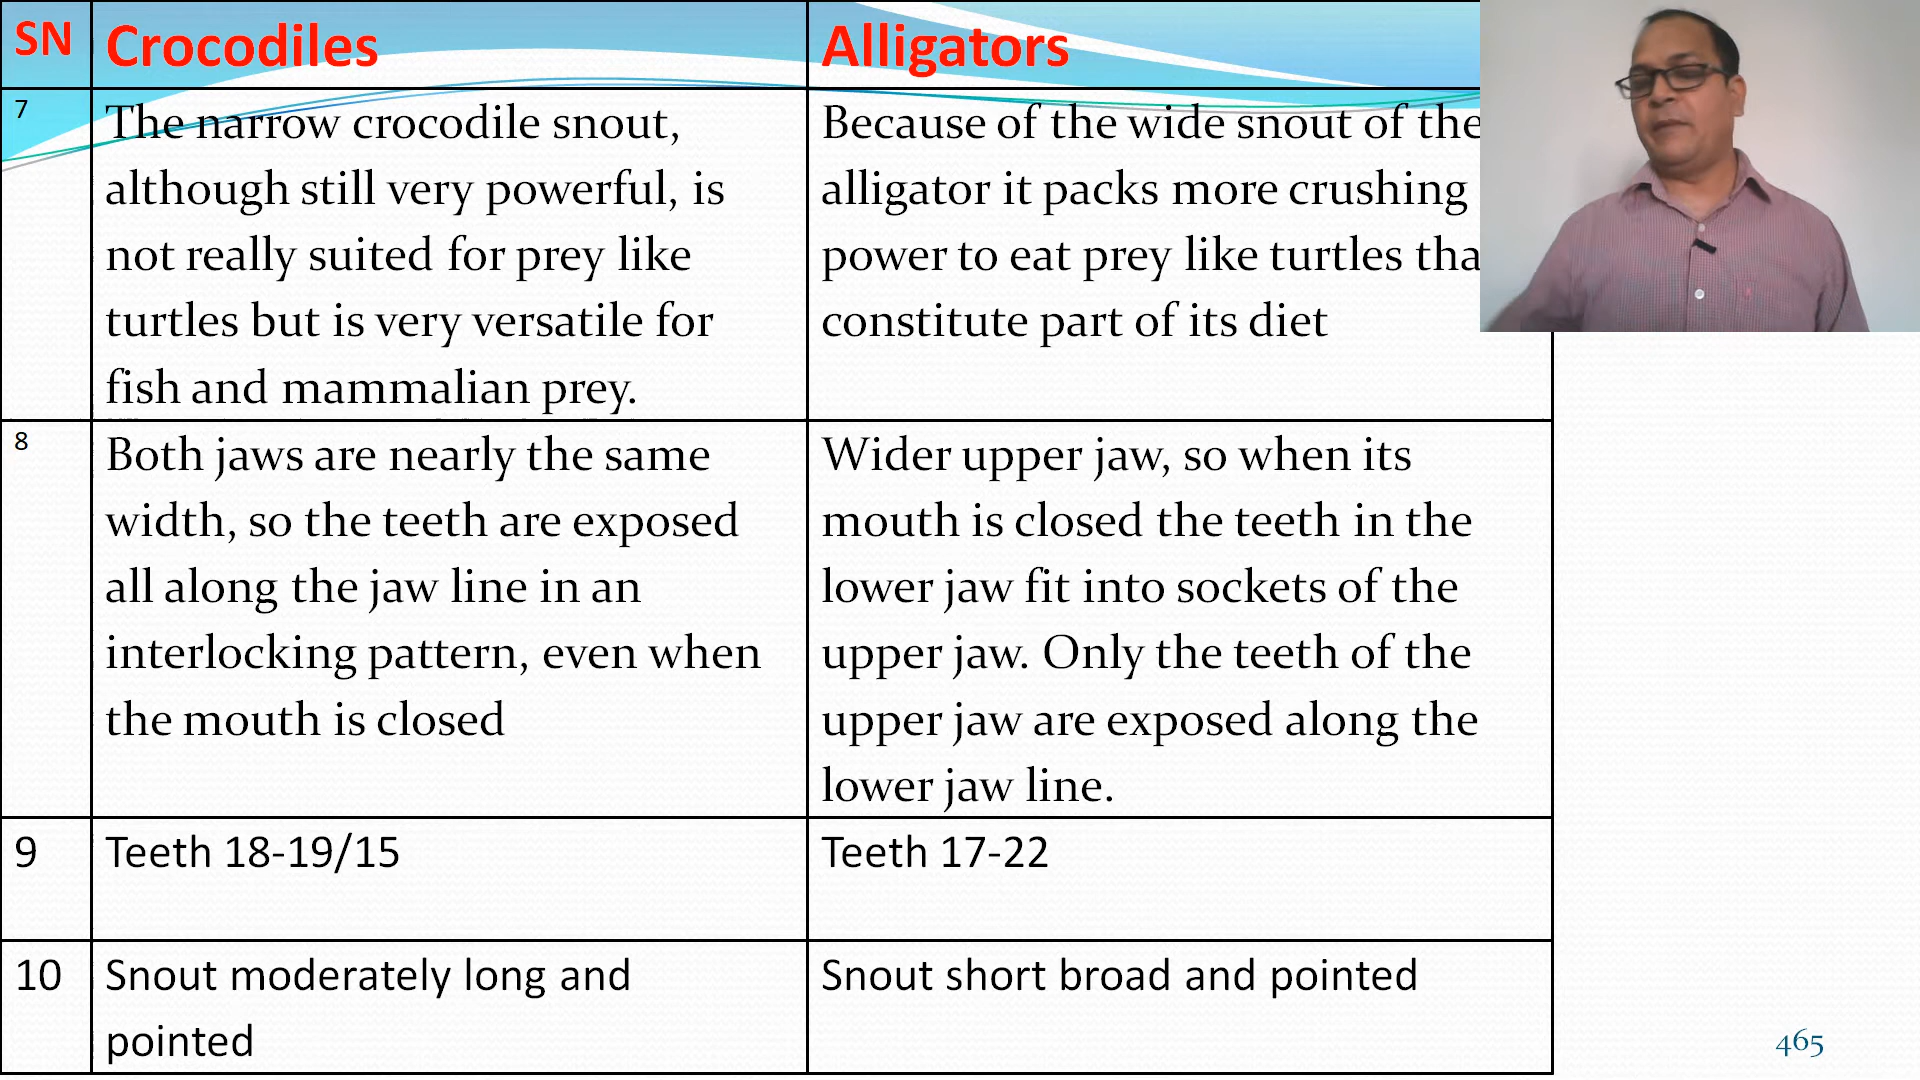 SN Crocodiles Alligators
7
The narrow crocodile snout,
although still very powerful, is
not really suited for prey like
turtles but is very versatile for
fish and mammalian prey.
Because of the wide snout of the
alligator it packs more crushing
power to eat prey like turtles tha
constitute part of its diet
8
Both jaws are nearly the same
width, so the teeth are exposed
all along the jaw line in an
interlocking pattern, even when
the mouth is closed
Wider upper jaw, so when its
mouth is closed the teeth in the
lower jaw fit into sockets of the
upper jaw. Only the teeth of the
upper jaw are exposed along the
lower jaw line.
9
Teeth 18-19/15
Teeth 17-22
10
Snout moderately long and
pointed
Snout short broad and pointed
465